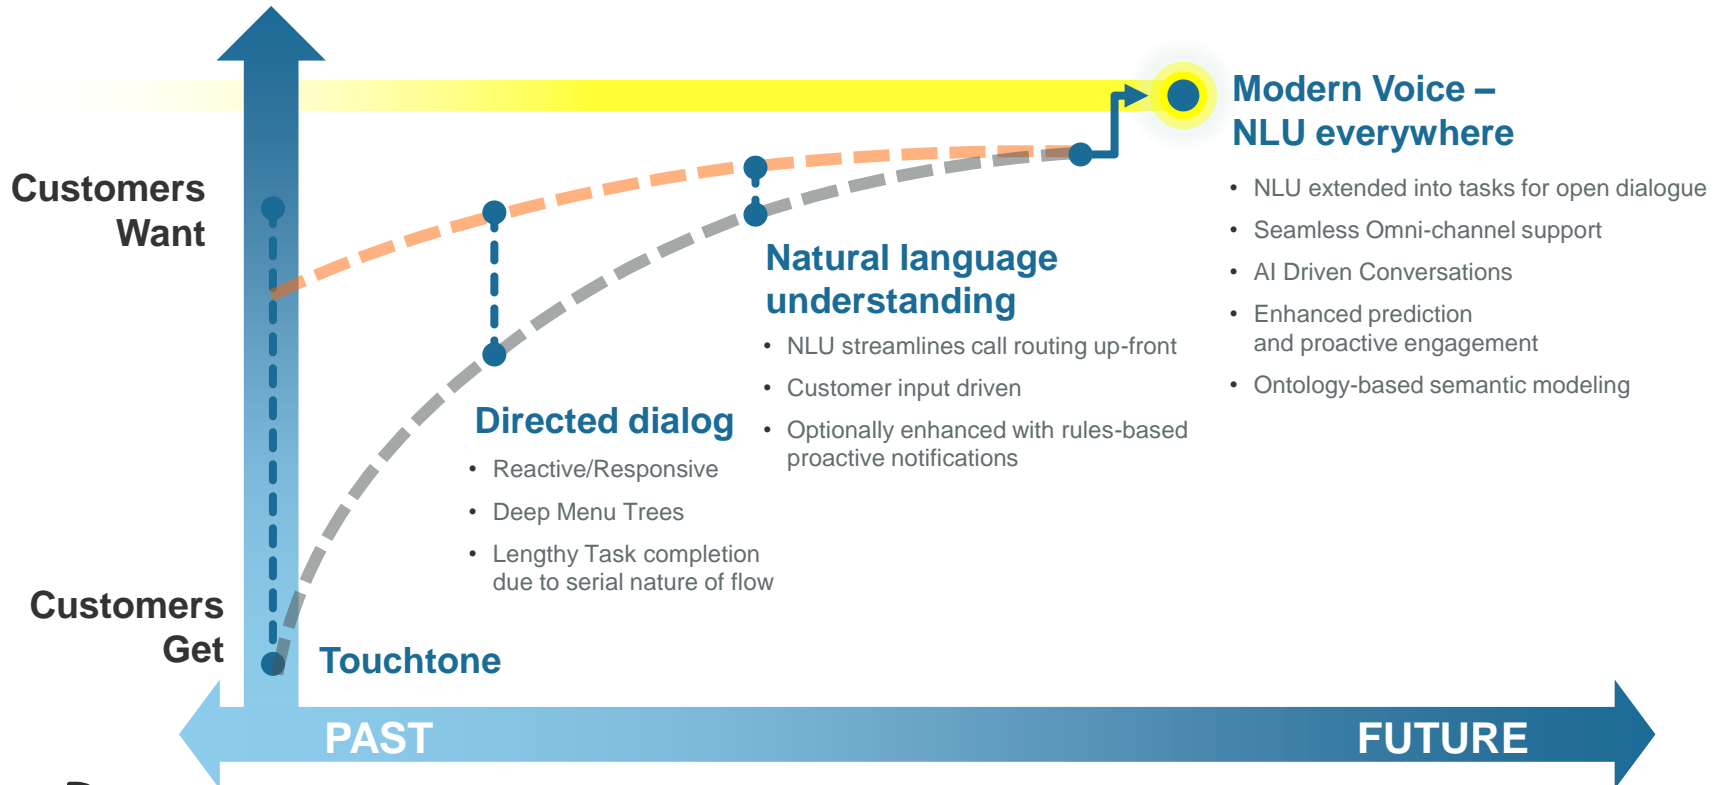 Customers
Want
Customers
Get
Touchtone
Directed dialog
• Reactive/Responsive
• Deep Menu Trees
• Lengthy Task completion
due to serial nature of flow
Natural language
understanding
• NLU streamlines call routing up-front
• Customer input driven
• Optionally enhanced with rules-based
proactive notifications
Modern Voice –
NLU everywhere
• NLU extended into tasks for open dialogue
• Seamless Omni-channel support
• AI Driven Conversations
• Enhanced prediction
and proactive engagement
• Ontology-based semantic modeling
PAST
FUTURE